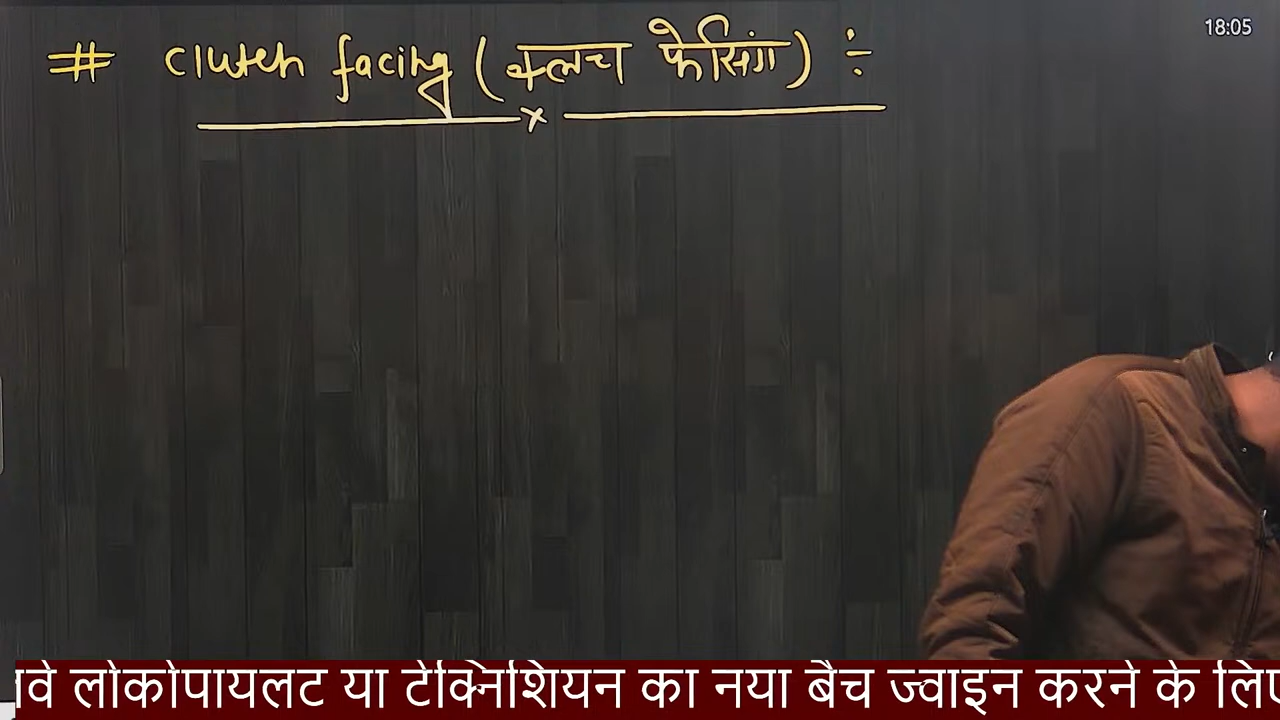 18:05
# Clutch facing (क्लच फेसिंग) ÷
x
वे लोकोपायलट या टेक्निशियन का नया बैच ज्वाइन करने के लिए